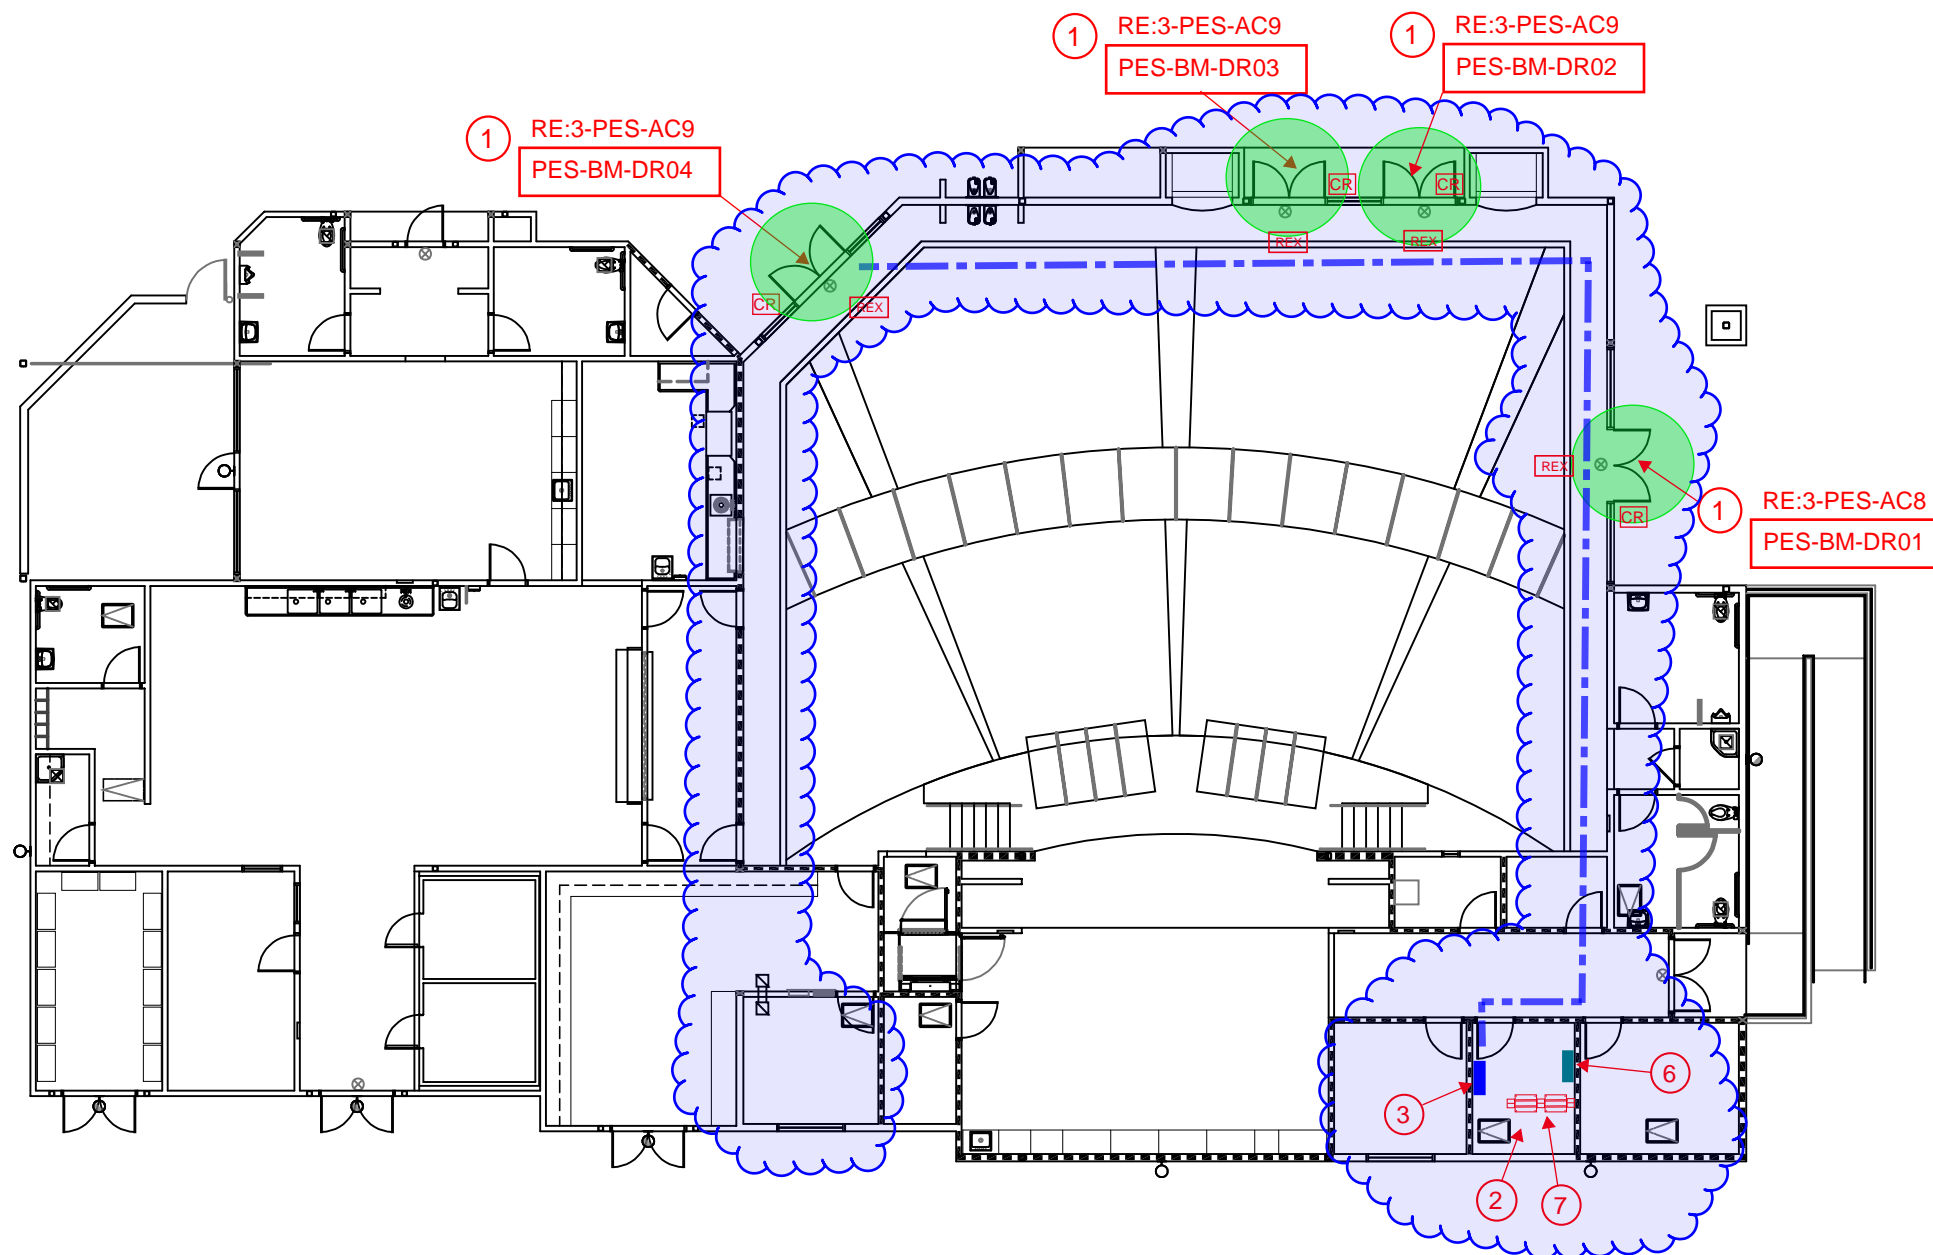 1 RE:3-PES-AC9
PES-BM-DR03
1 RE:3-PES-AC9
PES-BM-DR02
1 RE:3-PES-AC9
PES-BM-DR04
CR
CR
REX
REX
CR
REX
REX
CR
1 RE:3-PES-AC8
PES-BM-DR01
6
3
2
7